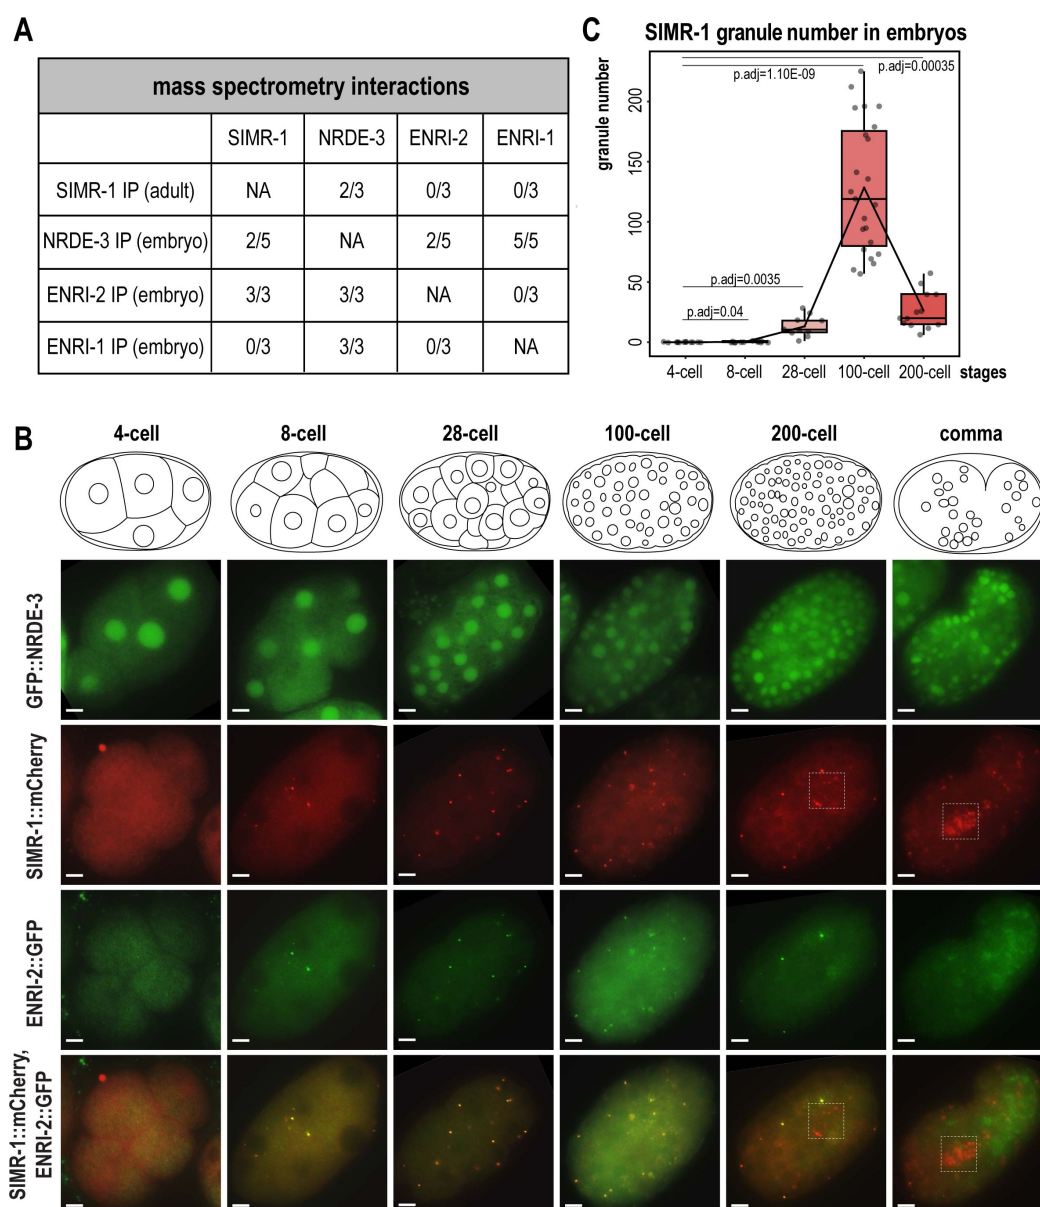 A
mass spectrometry interactions
SIMR-1 NRDE-3 ENRI-2 ENRI-1
SIMR-1 IP (adult) NA 2/3 0/3 0/3
NRDE-3 IP (embryo) 2/5 NA 2/5 5/5
ENRI-2 IP (embryo) 3/3 3/3 NA 0/3
ENRI-1 IP (embryo) 0/3 3/3 0/3 NA
C
SIMR-1 granule number in embryos
granule number
200
150
100
50
0
p.adj=1.10E-09
p.adj=0.00035
p.adj=0.0035
p.adj=0.04
4-cell 8-cell 28-cell 100-cell 200-cell stages
B
4-cell 8-cell 28-cell 100-cell 200-cell comma
GFP::NRDE-3
SIMR-1::mCherry
ENRI-2::GFP
SIMR-1::mCherry,
ENRI-2::GFP